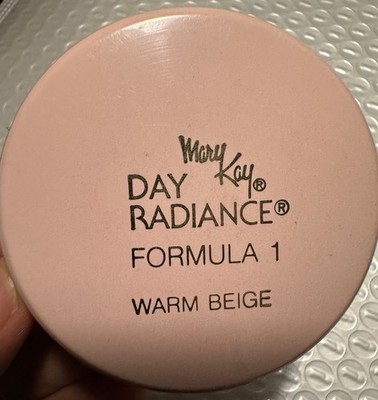 Mary Kay®
DAY
RADIANCE®
FORMULA 1
WARM BEIGE